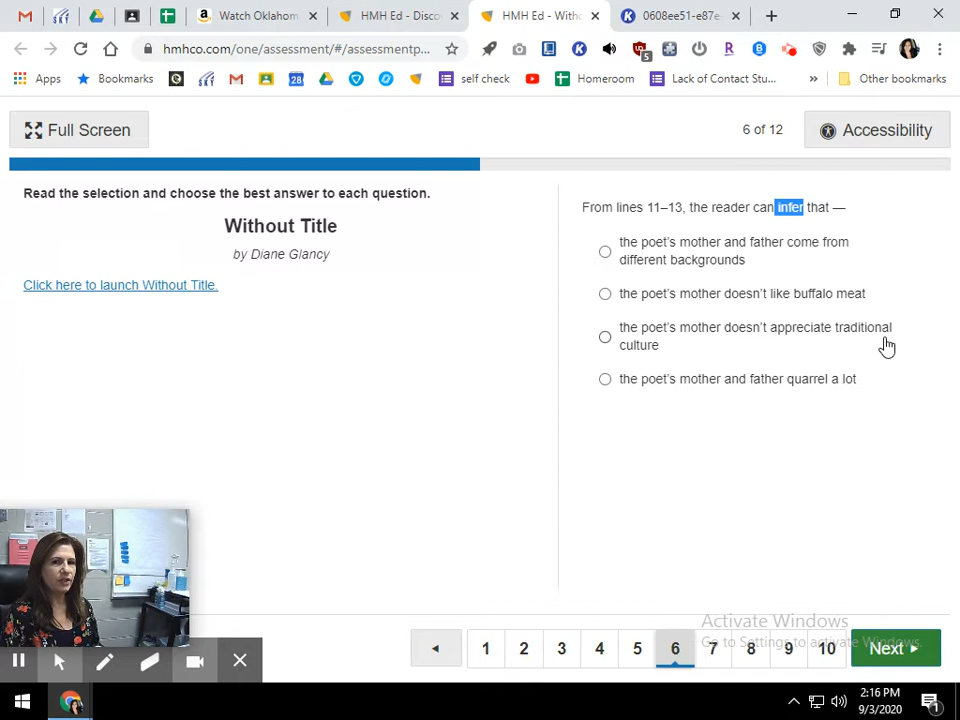 Watch Oklahom
HMH Ed - Disco
HMH Ed - Witho
0608ee51-e87e-
hmhco.com/one/assessment/#/assessmentp...
5
Apps
Bookmarks
28
self check
Homeroom
Lack of Contact Stu...
»
Other bookmarks
Full Screen
6 of 12
Accessibility
Read the selection and choose the best answer to each question.
Without Title
by Diane Glancy
Click here to launch Without Title.
From lines 11–13, the reader can infer that —
the poet's mother and father come from
different backgrounds
the poet's mother doesn't like buffalo meat
the poet's mother doesn't appreciate traditional
culture
the poet's mother and father quarrel a lot
Activate Windows
Go to Settings to activate Windows.
1 2 3 4 5 6 7 8 9 10 Next
2:16 PM
9/3/2020
1